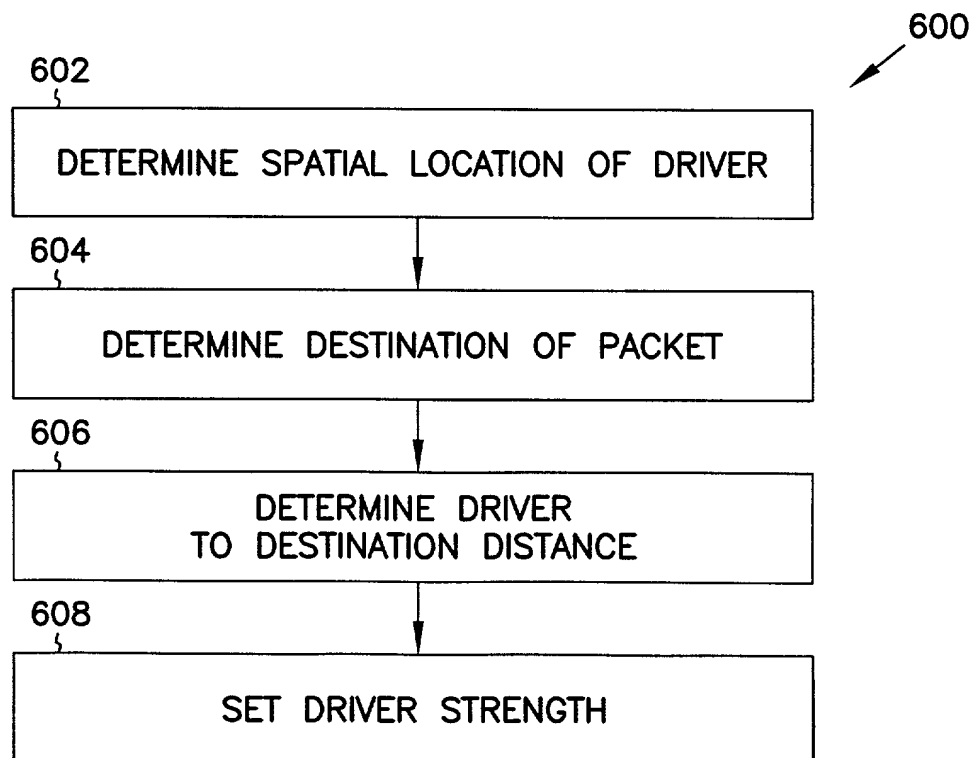 600
602
DETERMINE SPATIAL LOCATION OF DRIVER
604
DETERMINE DESTINATION OF PACKET
606
DETERMINE DRIVER
TO DESTINATION DISTANCE
608
SET DRIVER STRENGTH